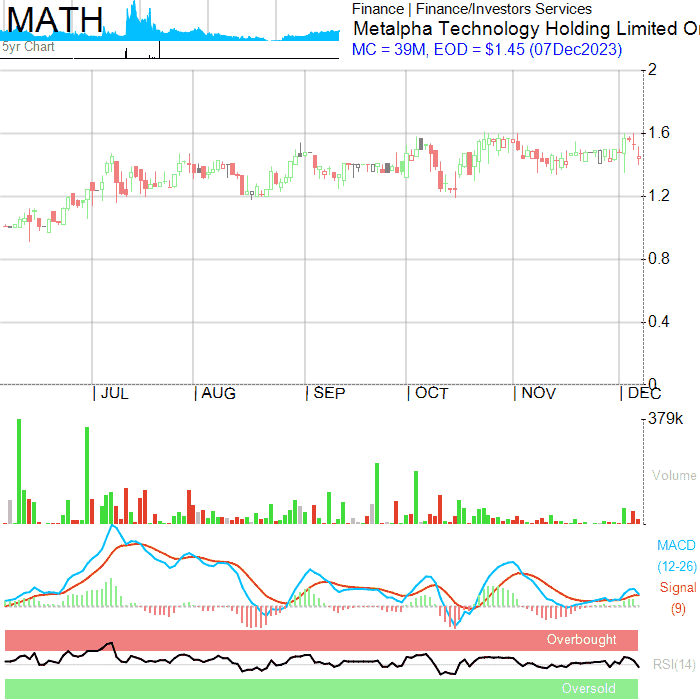 MATH
5yr Chart
Finance | Finance/Investors Services
Metalpha Technology Holding Limited Or
MC = 39M, EOD = $1.45 (07Dec2023)
2
1.6
1.2
0.8
0.4
0
| JUL | AUG | SEP | OCT | NOV | DEC
379k
Volume
MACD
(12-26)
Signal
(9)
Overbought
RSI(14)
Oversold